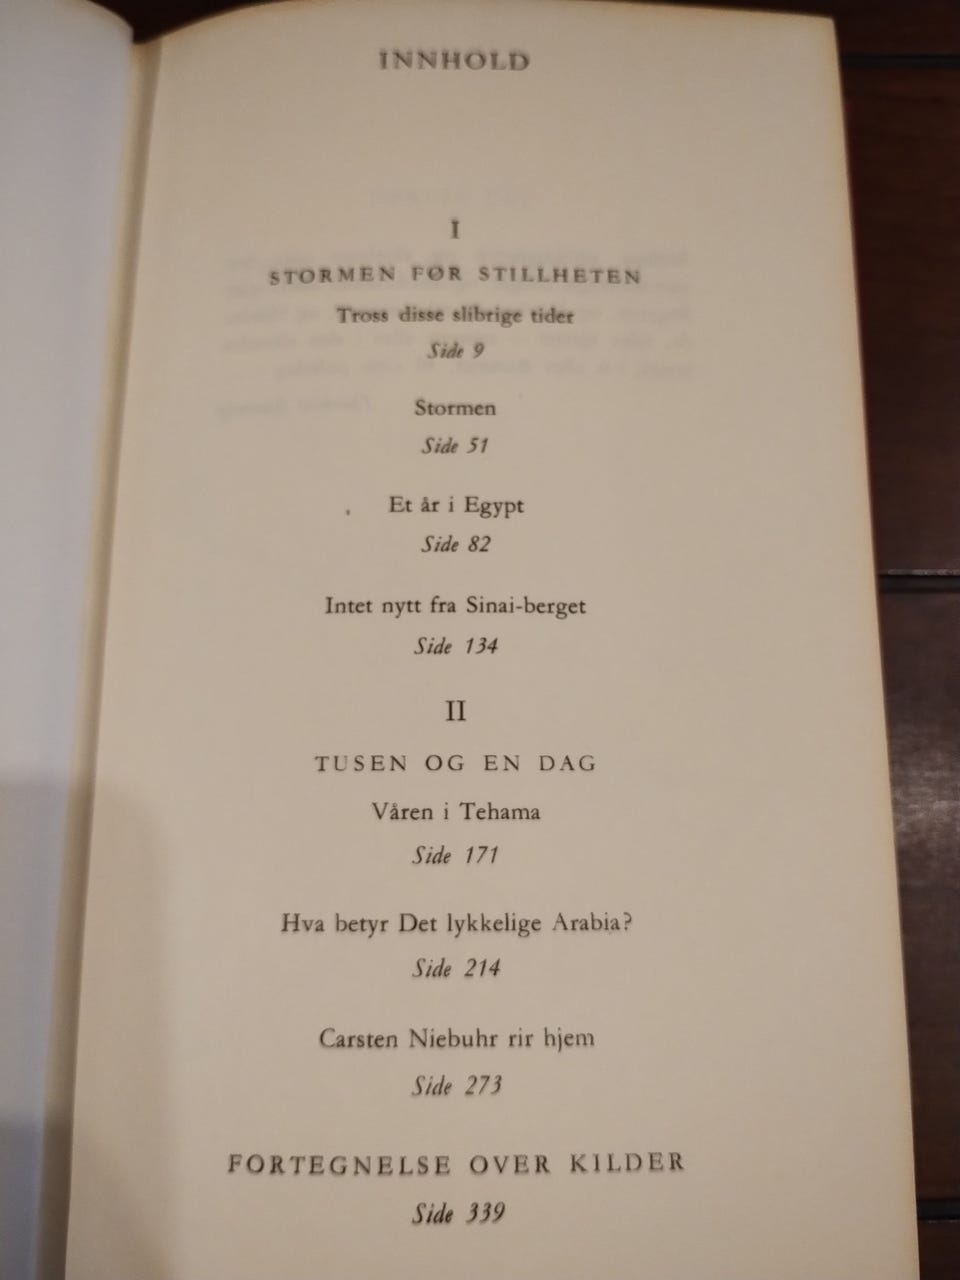 INNHOLD
I
STORMEN FØR STILLHETEN
Tross disse slibrige tider
Side 9
Stormen
Side 51
Et år i Egypt
Side 82
Intet nytt fra Sinai-berget
Side 134
II
TUSEN OG EN DAG
Våren i Tehama
Side 171
Hva betyr Det lykkelige Arabia?
Side 214
Carsten Niebuhr rir hjem
Side 273
FORTEGNELSE OVER KILDER
Side 339